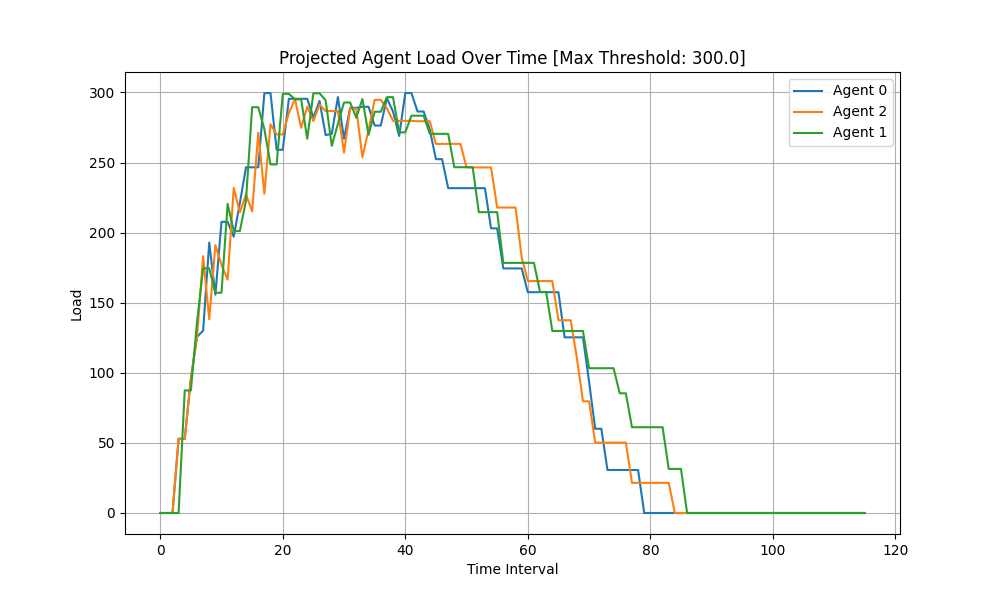 Projected Agent Load Over Time [Max Threshold: 300.0]
Agent 0
Agent 2
Agent 1
Load
300
250
200
150
100
50
0
0 20 40 60 80 100 120
Time Interval